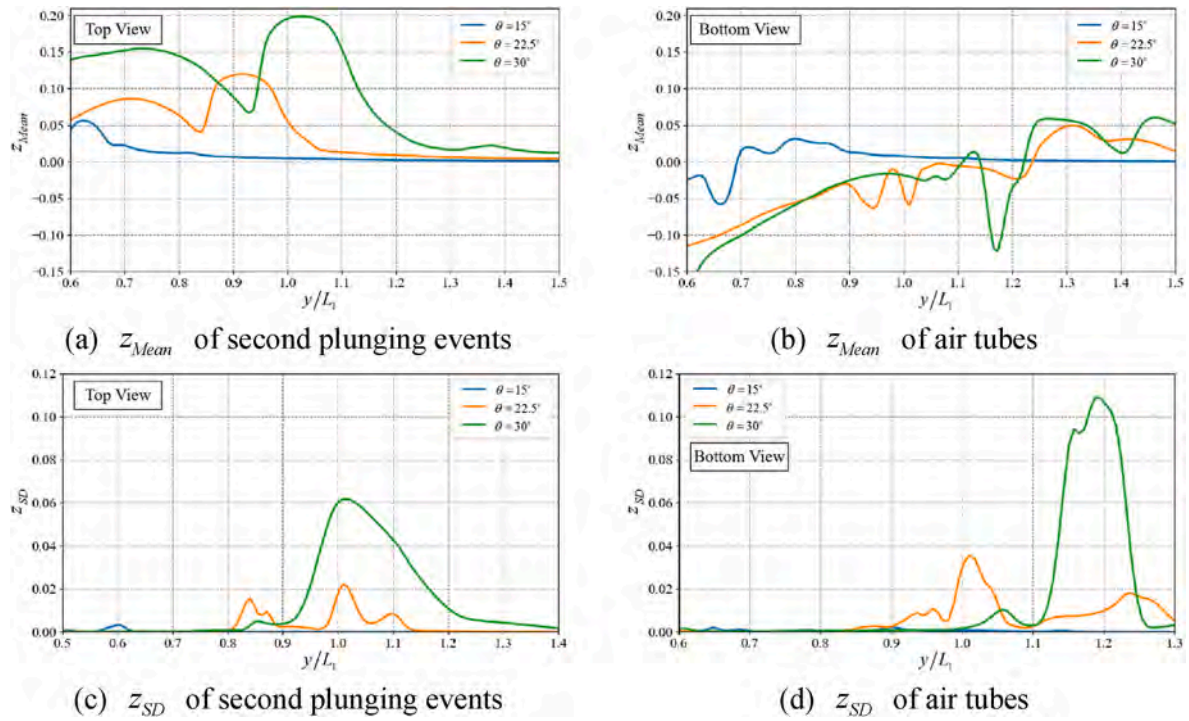 Top View
θ = 15°
θ = 22.5°
θ = 30°
0.20
0.15
0.10
0.05
0.00
−0.05
−0.10
−0.15
z_Mean
0.6 0.7 0.8 0.9 1.0 1.1 1.2 1.3 1.4 1.5
y/L₁
(a) z_Mean of second plunging events
Bottom View
θ = 15°
θ = 22.5°
θ = 30°
0.20
0.15
0.10
0.05
0.00
−0.05
−0.10
−0.15
z_Mean
0.6 0.7 0.8 0.9 1.0 1.1 1.2 1.3 1.4 1.5
y/L₁
(b) z_Mean of air tubes
Top View
θ = 15°
θ = 22.5°
θ = 30°
0.12
0.10
0.08
0.06
0.04
0.02
0.00
z_SD
0.5 0.6 0.7 0.8 0.9 1.0 1.1 1.2 1.3 1.4
y/L₁
(c) z_SD of second plunging events
θ = 15°
θ = 22.5°
θ = 30°
Bottom View
0.12
0.10
0.08
0.06
0.04
0.02
0.00
z_SD
0.6 0.7 0.8 0.9 1.0 1.1 1.2 1.3
y/L₁
(d) z_SD of air tubes